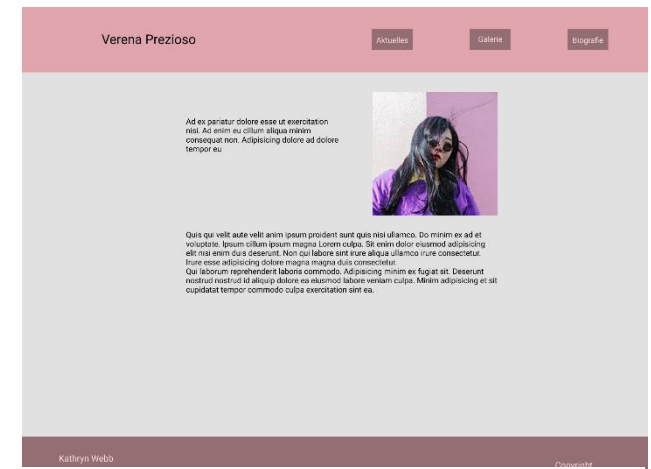 Verena Prezioso
Aktuelles
Galerie
Biografie
Ad ex pariatur dolore esse ut exercitation
nisi. Ad enim eu cillum aliqua minim
consequat non. Adipisicing dolore ad dolore
tempor eu
Quis qui velit aute velit anim ipsum proident sunt quis nisi ullamco. Do minim ex ad et
voluptate. Ipsum cillum ipsum magna Lorem culpa. Sit enim dolor eiusmod adipisicing
elit nisi enim duis deserunt. Non qui labore sint irure aliqua ullamco irure consectetur.
Irure esse adipisicing dolore magna magna duis consectetur.
Qui laborum reprehenderit laboris commodo. Adipisicing minim ex fugiat sit. Deserunt
nostrud nostrud id aliquip dolore ea eiusmod labore veniam culpa. Minim adipisicing et sit
cupidatat tempor commodo culpa exercitation sint ea.
Kathryn Webb
Copyright